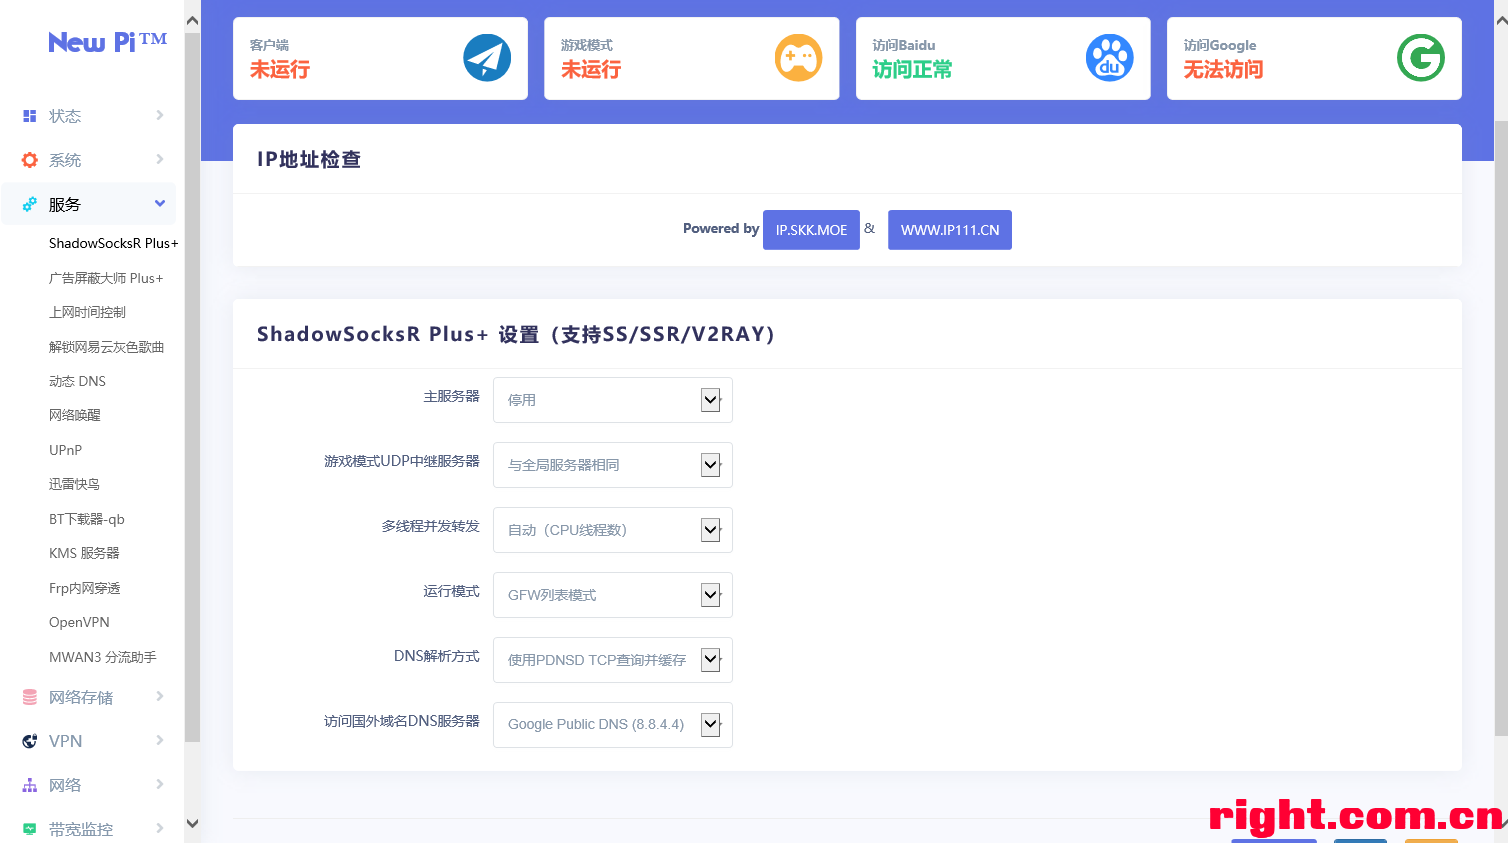 New Pi™
状态
系统
服务
ShadowSocksR Plus+
广告屏蔽大师 Plus+
上网时间控制
解锁网易云灰色歌曲
动态 DNS
网络唤醒
UPnP
迅雷快鸟
BT下载器-qb
KMS 服务器
Frp内网穿透
OpenVPN
MWAN3 分流助手
网络存储
VPN
网络
带宽监控
客户端
未运行
游戏模式
未运行
访问Baidu
访问正常
du
访问Google
无法访问
G
IP地址检查
Powered by IP.SKK.MOE & WWW.IP111.CN
ShadowSocksR Plus+ 设置（支持SS/SSR/V2RAY）
主服务器 停用
游戏模式UDP中继服务器 与全局服务器相同
多线程并发转发 自动（CPU线程数）
运行模式 GFW列表模式
DNS解析方式 使用PDNSD TCP查询并缓存
访问国外域名DNS服务器 Google Public DNS (8.8.4.4)
right.com.cn